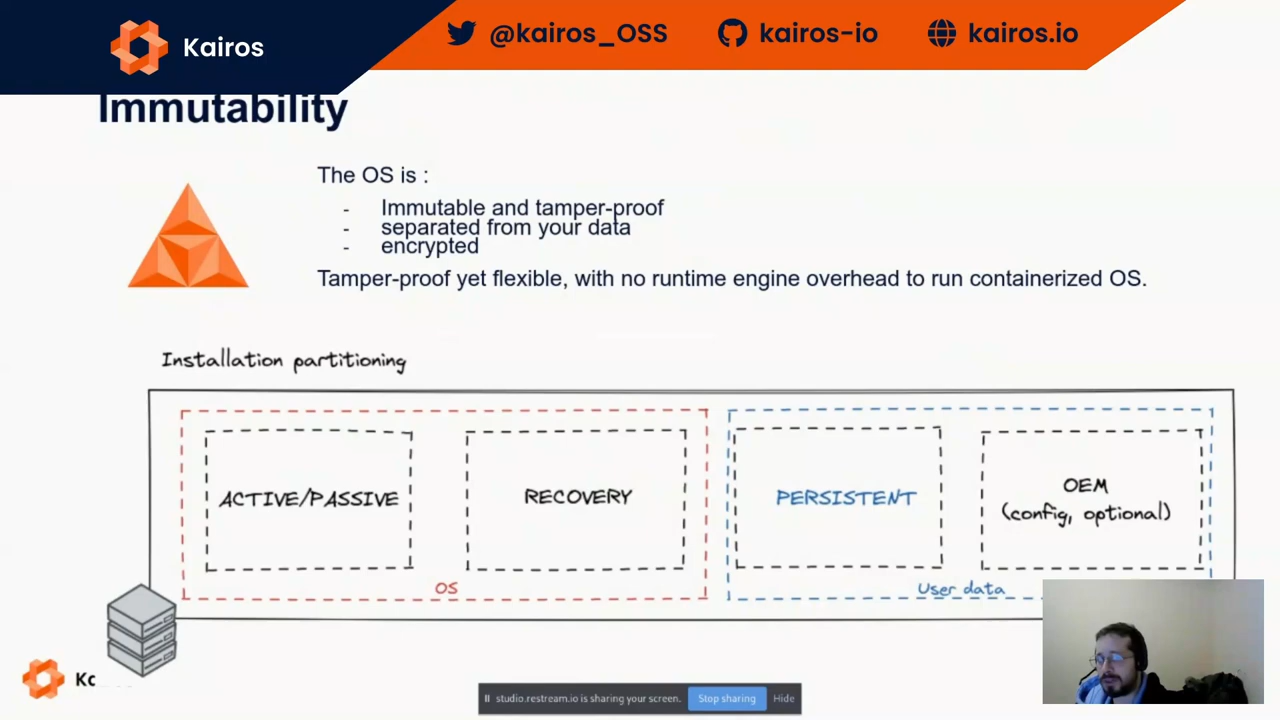 Kairos
@kairos_OSS
kairos-io
kairos.io
Immutability
The OS is :
- Immutable and tamper-proof
- separated from your data
- encrypted
Tamper-proof yet flexible, with no runtime engine overhead to run containerized OS.
Installation partitioning
ACTIVE/PASSIVE
RECOVERY
PERSISTENT
OEM
(config, optional)
OS
User data
studio.restream.io is sharing your screen.
Stop sharing
Hide